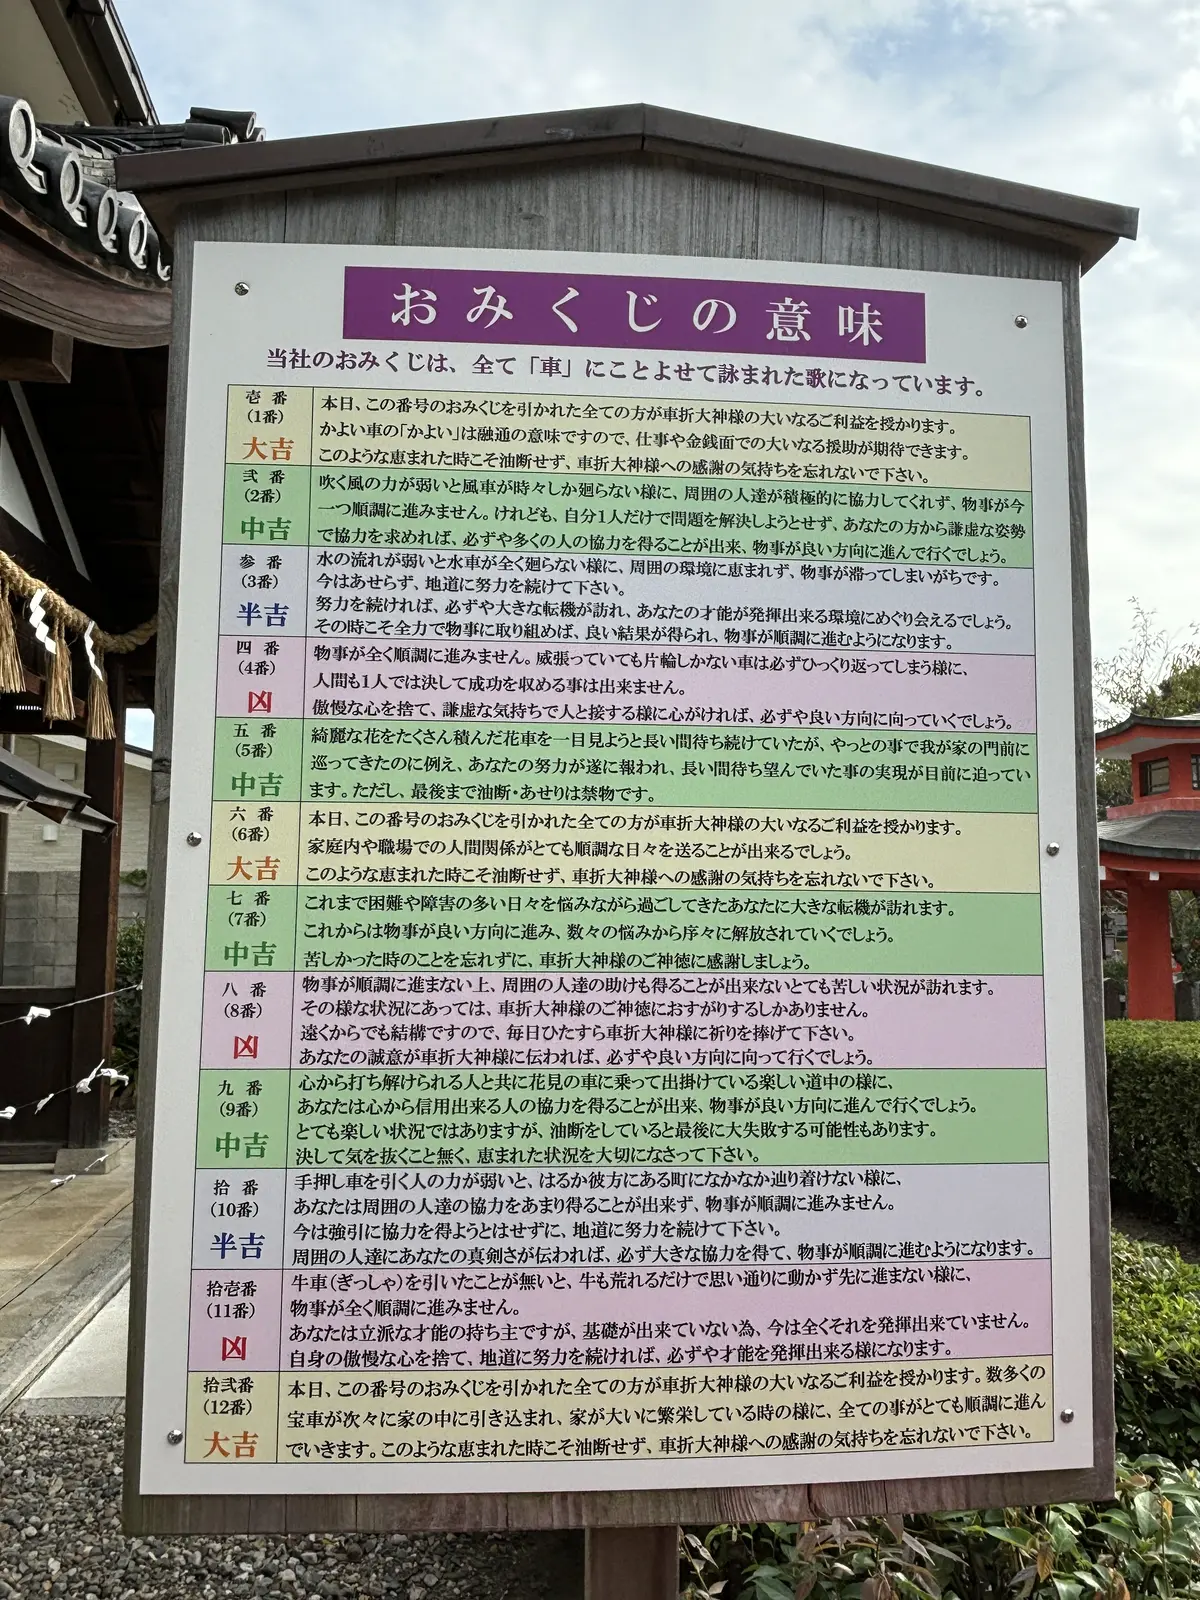 おみくじの意味
当社のおみくじは、全て「車」にことよせて詠まれた歌になっています。
壱番
(1番)
大吉
本日、この番号のおみくじを引かれた全ての方が車折大神様の大いなるご利益を授かります。
かよい車の「かよい」は融通の意味ですので、仕事や金銭面での大いなる援助が期待できます。
このような恵まれた時こそ油断せず、車折大神様への感謝の気持ちを忘れないで下さい。
弐番
(2番)
中吉
吹く風の力が弱いと風車が時々しか廻らない様に、周囲の人達が積極的に協力してくれず、物事が今
一つ順調に進みません。けれども、自分1人だけで問題を解決しようとせず、あなたの方から謙虚な姿勢
で協力を求めれば、必ずや多くの人の協力を得ることが出来、物事が良い方向に進んで行くでしょう。
参番
(3番)
半吉
水の流れが弱いと水車が全く廻らない様に、周囲の環境に恵まれず、物事が滞ってしまいがちです。
今はあせらず、地道に努力を続けて下さい。
努力を続ければ、必ずや大きな転機が訪れ、あなたの才能が発揮出来る環境にめぐり会えるでしょう。
その時こそ全力で物事に取り組めば、良い結果が得られ、物事が順調に進むようになります。
四番
(4番)
凶
物事が全く順調に進みません。威張っていても片輪しかない車は必ずひっくり返ってしまう様に、
人間も1人では決して成功を収める事は出来ません。
傲慢な心を捨て、謙虚な気持ちで人と接する様に心がければ、必ずや良い方向に向っていくでしょう。
五番
(5番)
中吉
綺麗な花をたくさん積んだ花車を一目見ようと長い間待ち続けていたが、やっとの事で我が家の門前に
巡ってきたのに例え、あなたの努力が遂に報われ、長い間待ち望んでいた事の実現が目前に迫ってい
ます。ただし、最後まで油断・あせりは禁物です。
六番
(6番)
大吉
本日、この番号のおみくじを引かれた全ての方が車折大神様の大いなるご利益を授かります。
家庭内や職場での人間関係がとても順調な日々を送ることが出来るでしょう。
このような恵まれた時こそ油断せず、車折大神様への感謝の気持ちを忘れないで下さい。
七番
(7番)
中吉
これまで困難や障害の多い日々を悩みながら過ごしてきたあなたに大きな転機が訪れます。
これからは物事が良い方向に進み、数々の悩みから序々に解放されていくでしょう。
苦しかった時のことを忘れずに、車折大神様のご神徳に感謝しましょう。
八番
(8番)
凶
物事が順調に進まない上、周囲の人達の助けも得ることが出来ないとても苦しい状況が訪れます。
その様な状況にあっては、車折大神様のご神徳におすがりするしかありません。
遠くからでも結構ですので、毎日ひたすら車折大神様に祈りを捧げて下さい。
あなたの誠意が車折大神様に伝われば、必ずや良い方向に向って行くでしょう。
九番
(9番)
中吉
心から打ち解けられる人と共に花見の車に乗って出掛けている楽しい道中の様に、
あなたは心から信用出来る人の協力を得ることが出来、物事が良い方向に進んで行くでしょう。
とても楽しい状況ではありますが、油断をしていると最後に大失敗する可能性もあります。
決して気を抜くこと無く、恵まれた状況を大切になさって下さい。
拾番
(10番)
半吉
手押し車を引く人の力が弱いと、はるか彼方にある町になかなか辿り着けない様に、
あなたは周囲の人達の協力をあまり得ることが出来ず、物事が順調に進みません。
今は強引に協力を得ようとはせずに、地道に努力を続けて下さい。
周囲の人達にあなたの真剣さが伝われば、必ず大きな協力を得て、物事が順調に進むようになります。
拾壱番
(11番)
凶
牛車(ぎっしゃ)を引いたことが無いと、牛も荒れるだけで思い通りに動かず先に進まない様に、
物事が全く順調に進みません。
あなたは立派な才能の持ち主ですが、基礎が出来ていない為、今は全くそれを発揮出来ていません。
自身の傲慢な心を捨て、地道に努力を続ければ、必ずや才能を発揮出来る様になります。
拾弐番
(12番)
大吉
本日、この番号のおみくじを引かれた全ての方が車折大神様の大いなるご利益を授かります。数多くの
宝車が次々に家の中に引き込まれ、家が大いに繁栄している時の様に、全ての事がとても順調に進ん
でいきます。このような恵まれた時こそ油断せず、車折大神様への感謝の気持ちを忘れないで下さい。